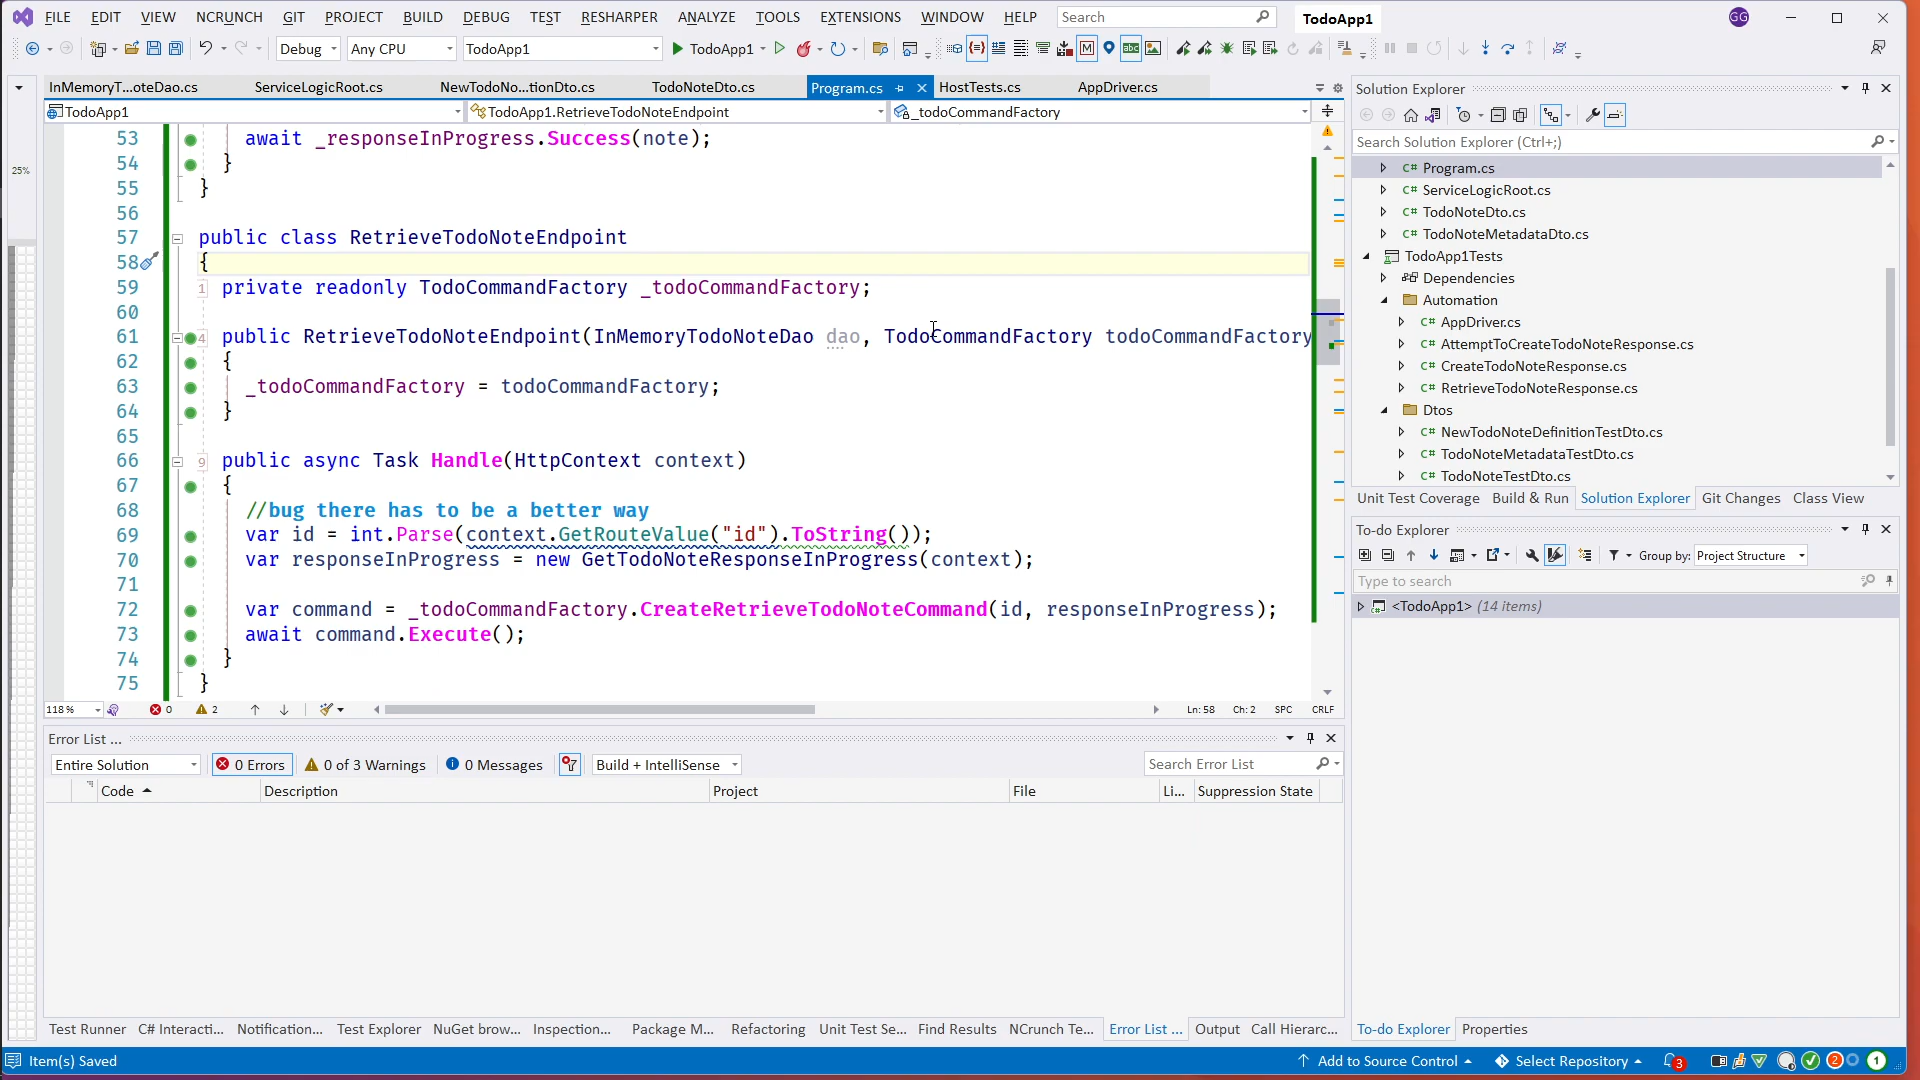 FILE EDIT VIEW NCRUNCH GIT PROJECT BUILD DEBUG TEST RESHARPER ANALYZE TOOLS EXTENSIONS WINDOW HELP Search TodoApp1 GG
Debug Any CPU TodoApp1 TodoApp1
InMemoryT...oteDao.cs ServiceLogicRoot.cs NewTodoNo...tionDto.cs TodoNoteDto.cs Program.cs HostTests.cs AppDriver.cs
TodoApp1 TodoApp1.RetrieveTodoNoteEndpoint _todoCommandFactory
25%
53 await _responseInProgress.Success(note);
54 }
55 }
56
57 public class RetrieveTodoNoteEndpoint
58 {
59 1 private readonly TodoCommandFactory _todoCommandFactory;
60
61 4 public RetrieveTodoNoteEndpoint(InMemoryTodoNoteDao dao, TodoCommandFactory todoCommandFactory
62 {
63 _todoCommandFactory = todoCommandFactory;
64 }
65
66 9 public async Task Handle(HttpContext context)
67 {
68 //bug there has to be a better way
69 var id = int.Parse(context.GetRouteValue("id").ToString());
70 var responseInProgress = new GetTodoNoteResponseInProgress(context);
71
72 var command = _todoCommandFactory.CreateRetrieveTodoNoteCommand(id, responseInProgress);
73 await command.Execute();
74 }
75 }
118 % 0 2 Ln: 58 Ch: 2 SPC CRLF
Error List ...
Entire Solution 0 Errors 0 of 3 Warnings 0 Messages Build + IntelliSense Search Error List
Code Description Project File Li... Suppression State
Test Runner C# Interacti... Notification... Test Explorer NuGet brow... Inspection... Package M... Refactoring Unit Test Se... Find Results NCrunch Te... Error List ... Output Call Hierarc...
Solution Explorer
Search Solution Explorer (Ctrl+;)
C# Program.cs
C# ServiceLogicRoot.cs
C# TodoNoteDto.cs
C# TodoNoteMetadataDto.cs
TodoApp1Tests
Dependencies
Automation
C# AppDriver.cs
C# AttemptToCreateTodoNoteResponse.cs
C# CreateTodoNoteResponse.cs
C# RetrieveTodoNoteResponse.cs
Dtos
C# NewTodoNoteDefinitionTestDto.cs
C# TodoNoteMetadataTestDto.cs
C# TodoNoteTestDto.cs
Unit Test Coverage Build & Run Solution Explorer Git Changes Class View
To-do Explorer
Group by: Project Structure
Type to search
<TodoApp1> (14 items)
To-do Explorer Properties
Item(s) Saved Add to Source Control Select Repository 3 2 1